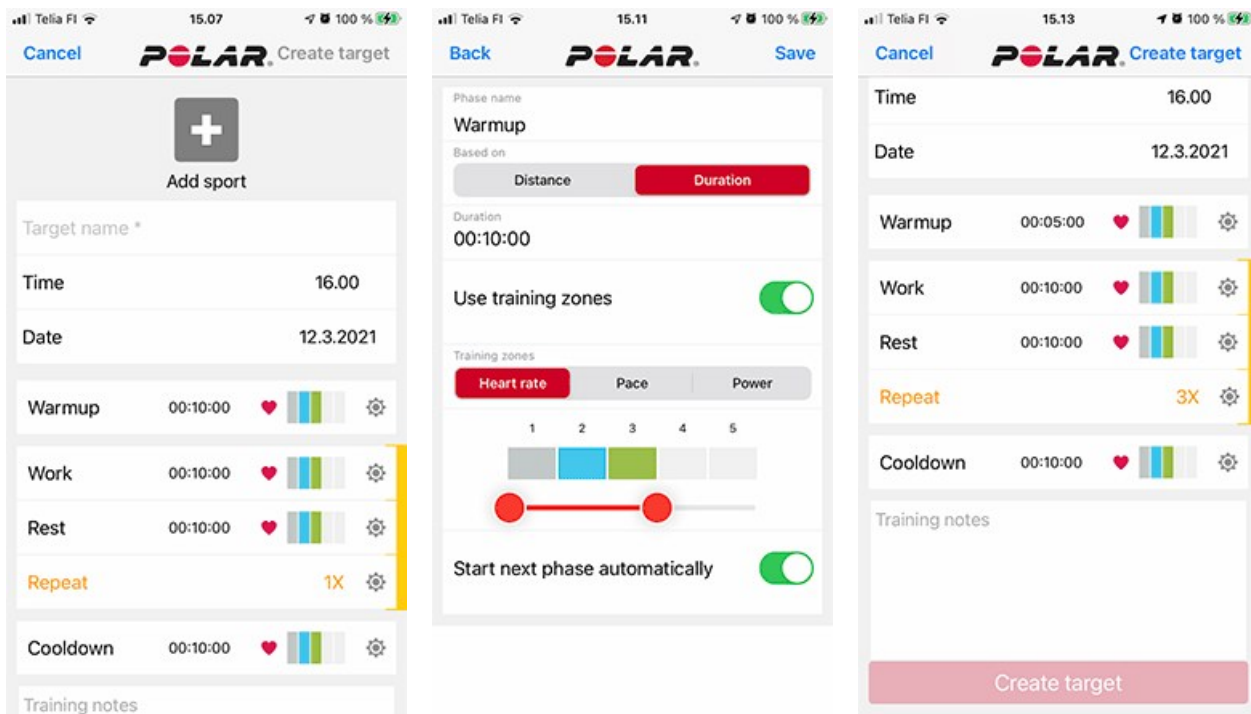 Telia FI 15.07 100 %
Cancel POLAR. Create target
Add sport
Target name *
Time 16.00
Date 12.3.2021
Warmup 00:10:00
Work 00:10:00
Rest 00:10:00
Repeat 1X
Cooldown 00:10:00
Training notes
Telia FI 15.11 100 %
Back POLAR. Save
Phase name
Warmup
Based on
Distance Duration
Duration
00:10:00
Use training zones
Training zones
Heart rate Pace Power
1 2 3 4 5
Start next phase automatically
Telia FI 15.13 100 %
Cancel POLAR. Create target
Time 16.00
Date 12.3.2021
Warmup 00:05:00
Work 00:10:00
Rest 00:10:00
Repeat 3X
Cooldown 00:10:00
Training notes
Create target